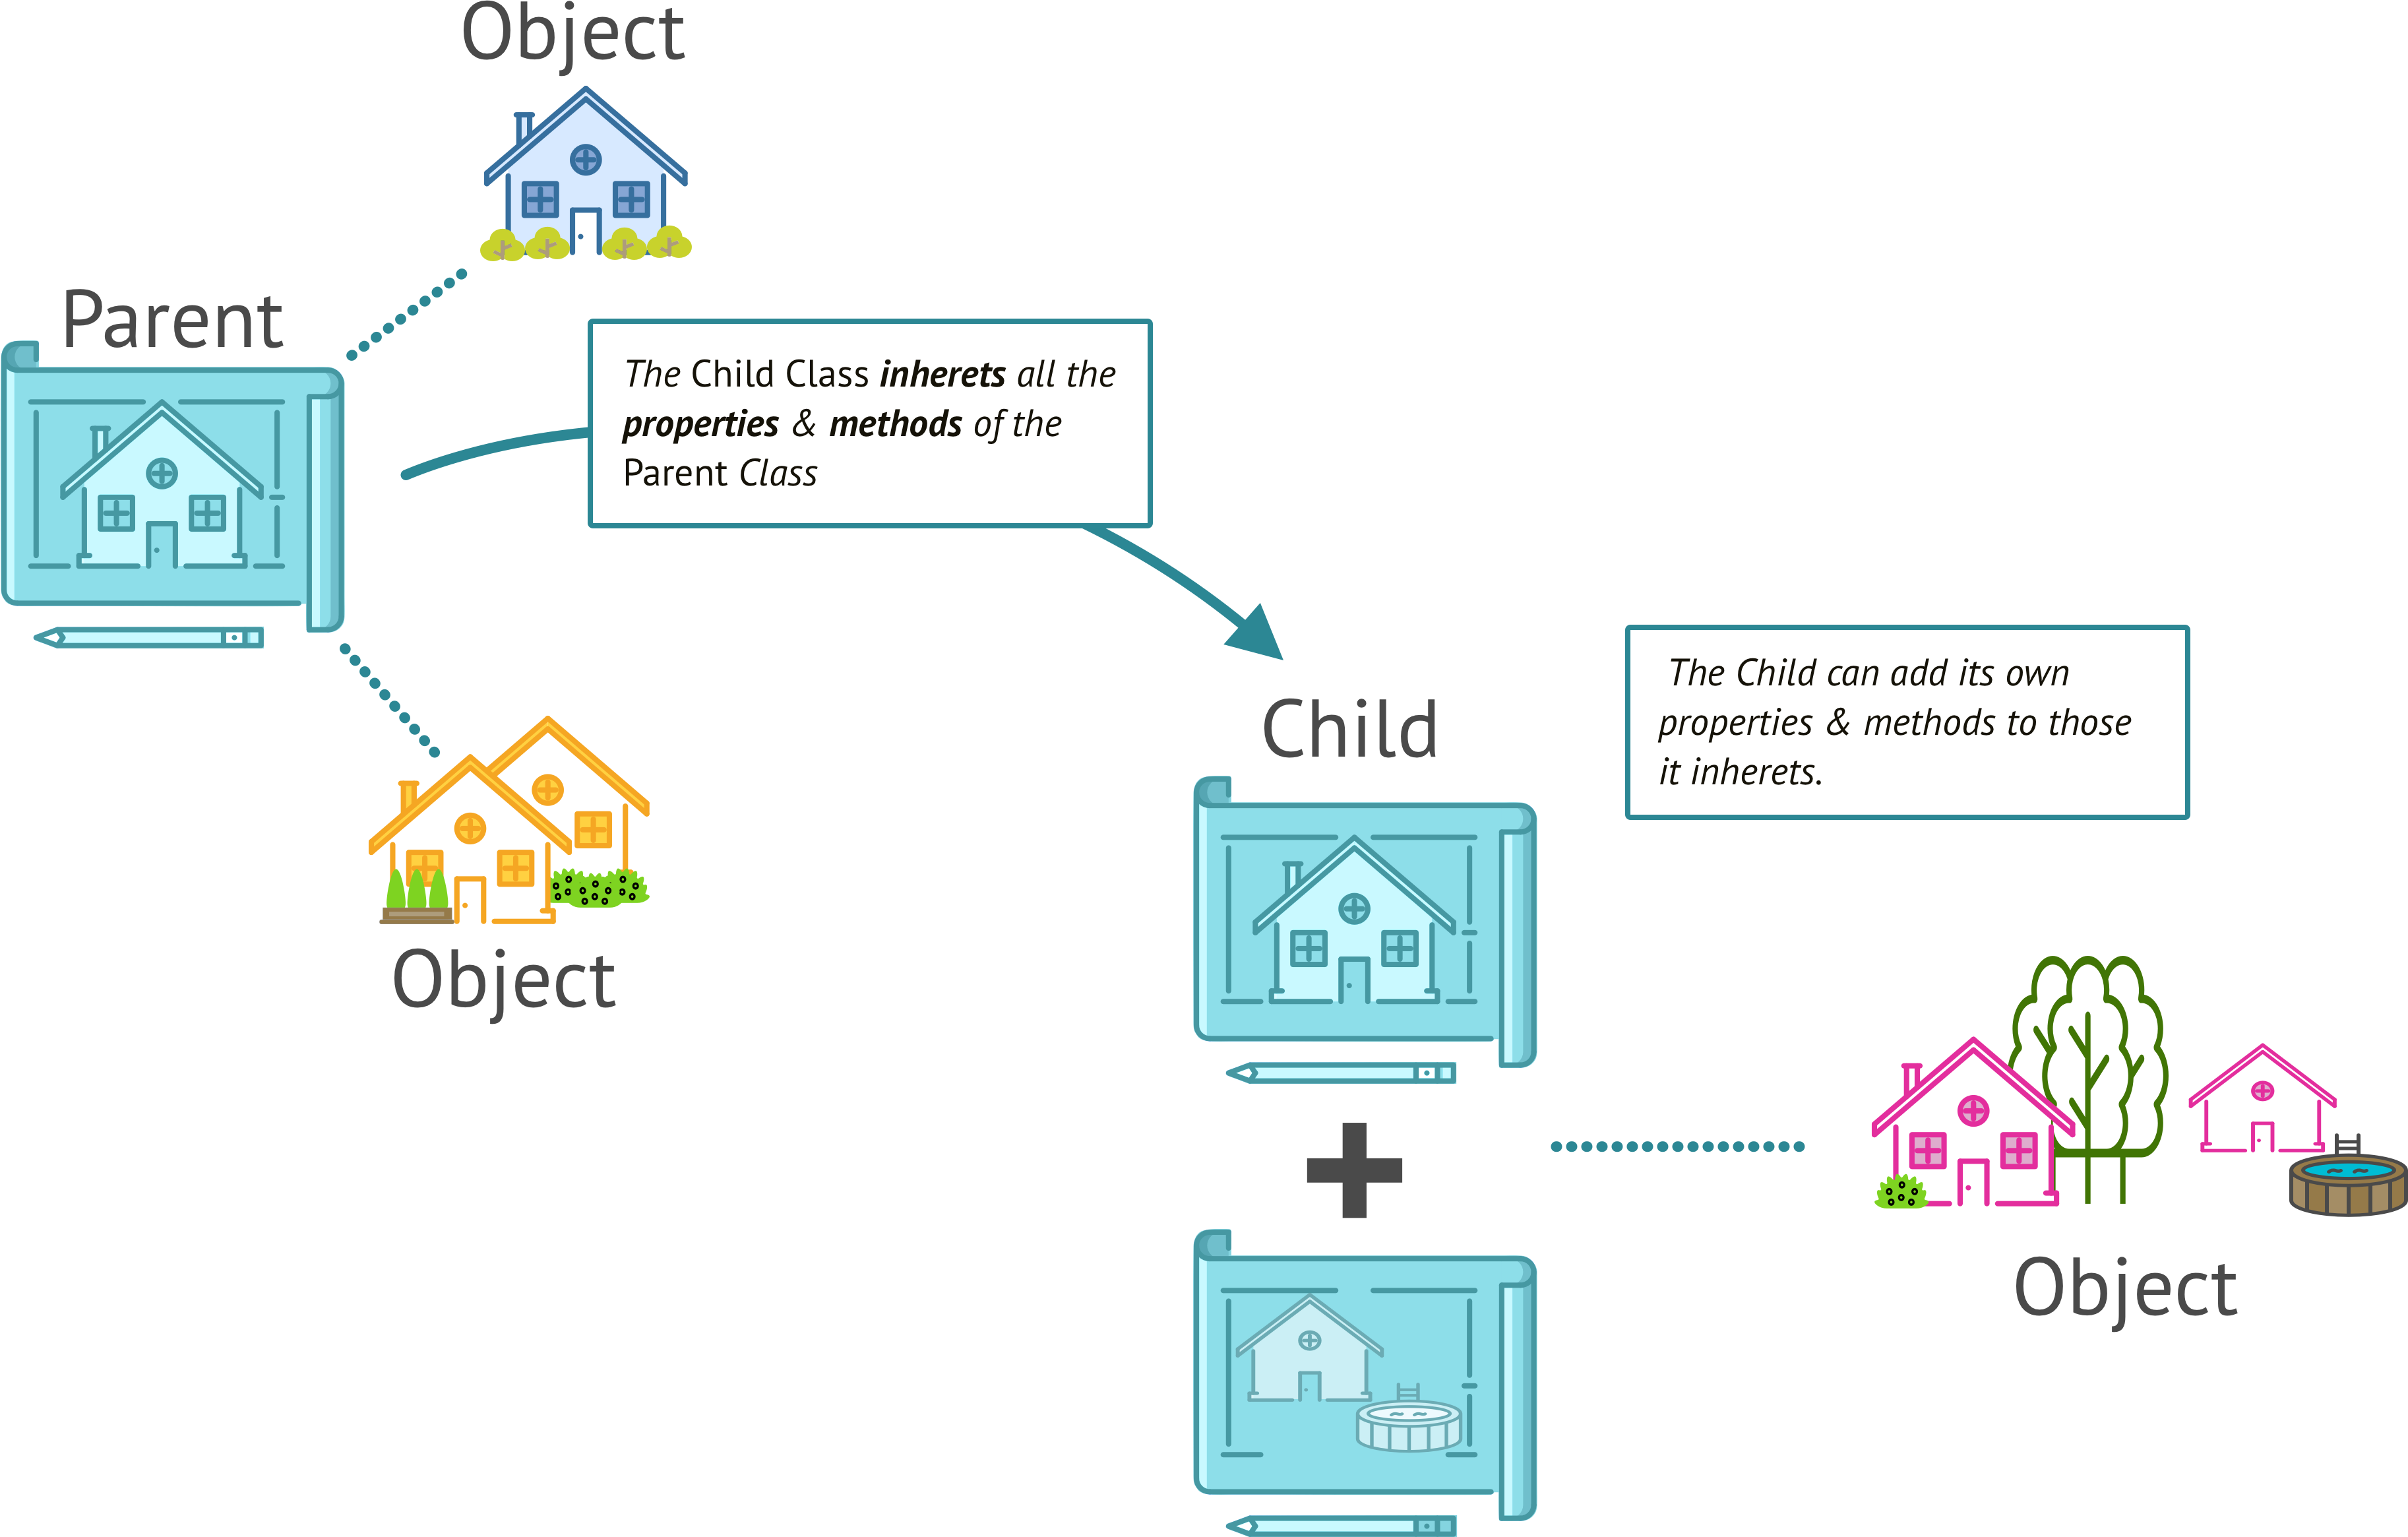 Object
Parent
The Child Class inherets all the
properties & methods of the
Parent Class
Object
Child
The Child can add its own
properties & methods to those
it inherets.
Object